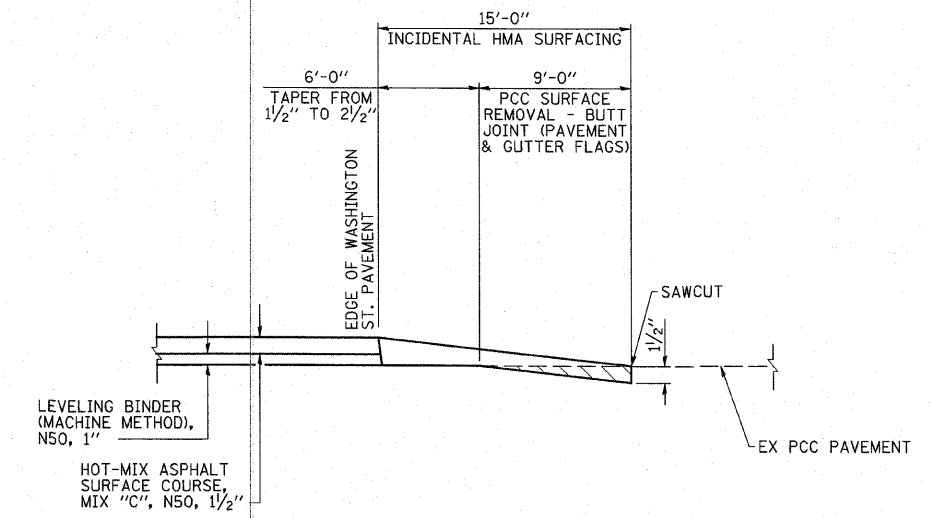 15'-0"
INCIDENTAL HMA SURFACING
6'-0"
TAPER FROM
1½" TO 2½"
9'-0"
PCC SURFACE
REMOVAL - BUTT
JOINT (PAVEMENT
& GUTTER FLAGS)
EDGE OF WASHINGTON
ST. PAVEMENT
SAWCUT
1½"
LEVELING BINDER
(MACHINE METHOD),
N50, 1"
EX PCC PAVEMENT
HOT-MIX ASPHALT
SURFACE COURSE,
MIX "C", N50, 1½"